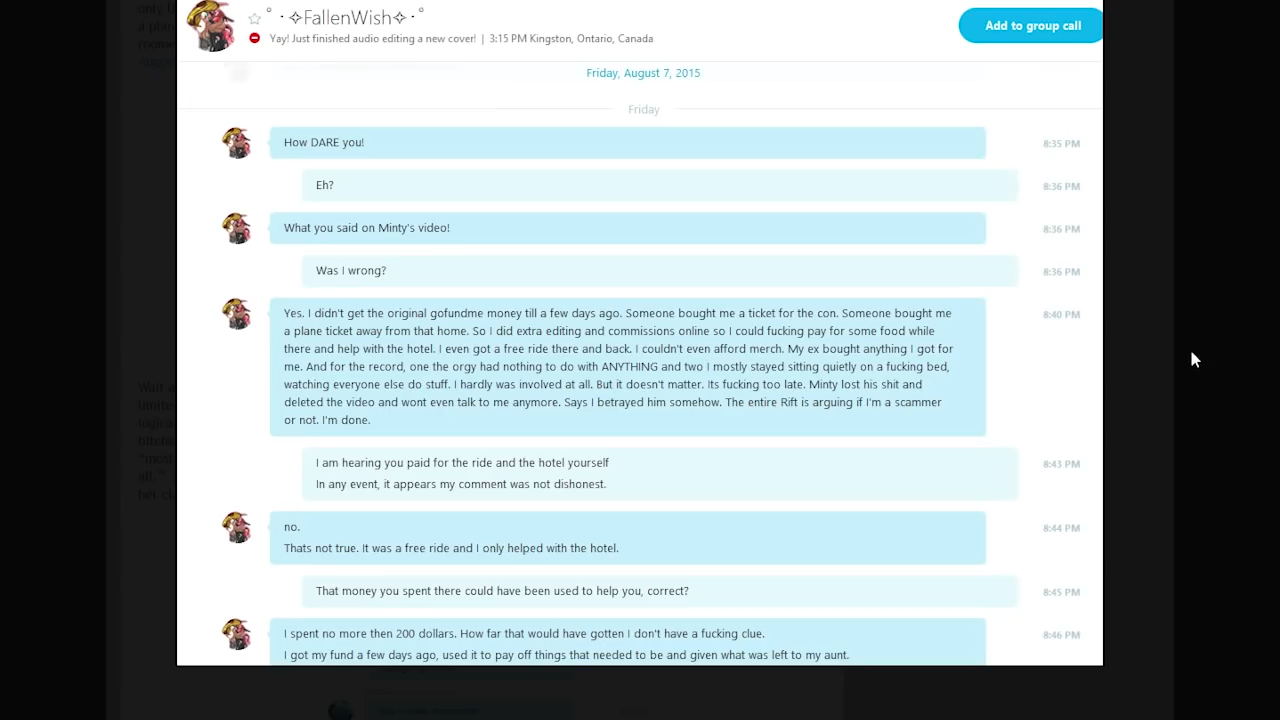 ° ˑ ✧FallenWish✧ ˑ °
Yay! Just finished do editing a new cover! | 3:15 PM Kingston, Ontario, Canada
Add to group call
Friday, August 7, 2015
Friday
How DARE you!
8:35 PM
Eh?
8:36 PM
What you said on Minty's video!
8:36 PM
Was I wrong?
8:36 PM
Yes. I didn't get the original gofundme money till a few days ago. Someone bought me a ticket for the con. Someone bought me
8:40 PM
a plane ticket away from that home. So I did extra editing and commissions online so I could fucking pay for some food while
there and help with the hotel. I even got a free ride there and back. I couldn't even afford merch. My ex bought anything I got for
me. And for the record, one the orgy had nothing to do with ANYTHING and two I mostly stayed sitting quietly on a fucking bed,
watching everyone else do stuff. I hardly was involved at all. But it doesn't matter. Its fucking too late. Minty lost his shit and
deleted the video and wont even talk to me anymore. Says I betrayed him somehow. The entire Rift is arguing if I'm a scammer
or not. I'm done.
I am hearing you paid for the ride and the hotel yourself
8:43 PM
In any event, it appears my comment was not dishonest.
no.
8:44 PM
Thats not true. It was a free ride and I only helped with the hotel.
That money you spent there could have been used to help you, correct?
8:45 PM
I spent no more then 200 dollars. How far that would have gotten I don't have a fucking clue.
8:46 PM
I got my fund a few days ago, used it to pay off things that needed to be and given what was left to my aunt.